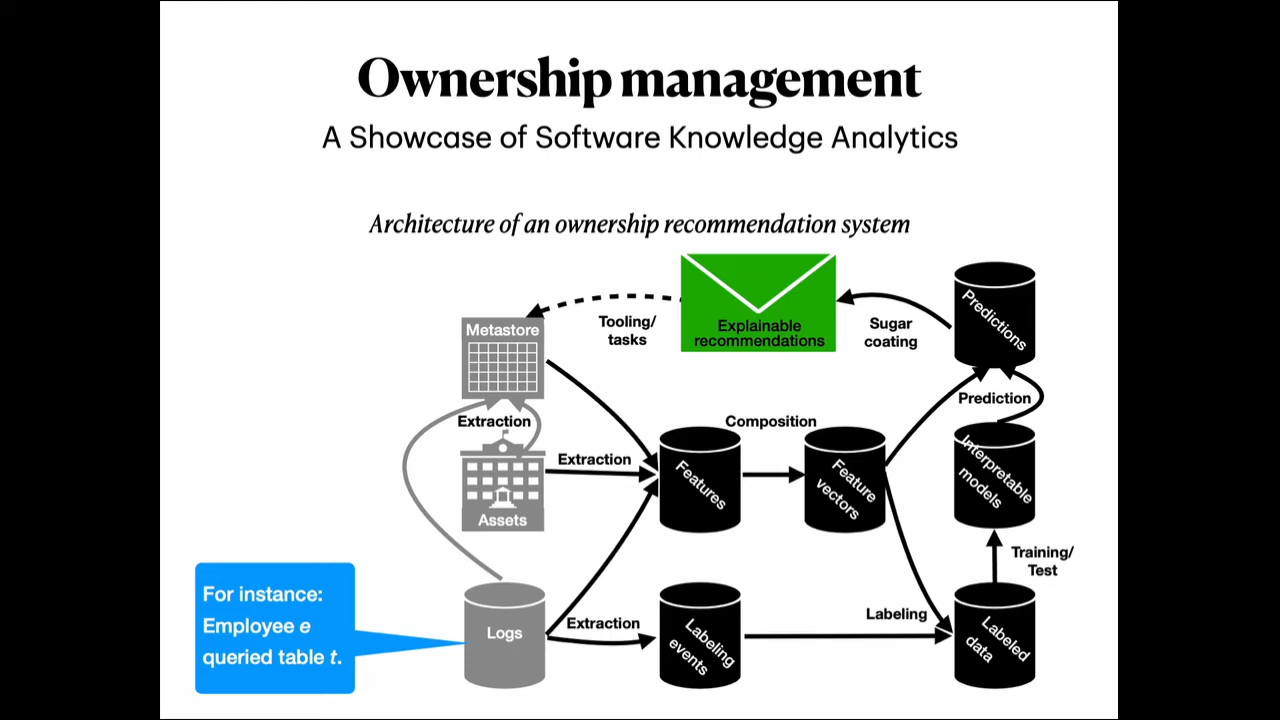 Ownership management
A Showcase of Software Knowledge Analytics
Architecture of an ownership recommendation system
Metastore
Tooling/
tasks
Explainable
recommendations
Sugar
coating
Predictions
Extraction
Composition
Prediction
Assets
Extraction
Features
Feature
vectors
Interpretable
models
Training/
Test
For instance:
Employee e
queried table t.
Logs
Extraction
Labeling
events
Labeling
Labeled
data